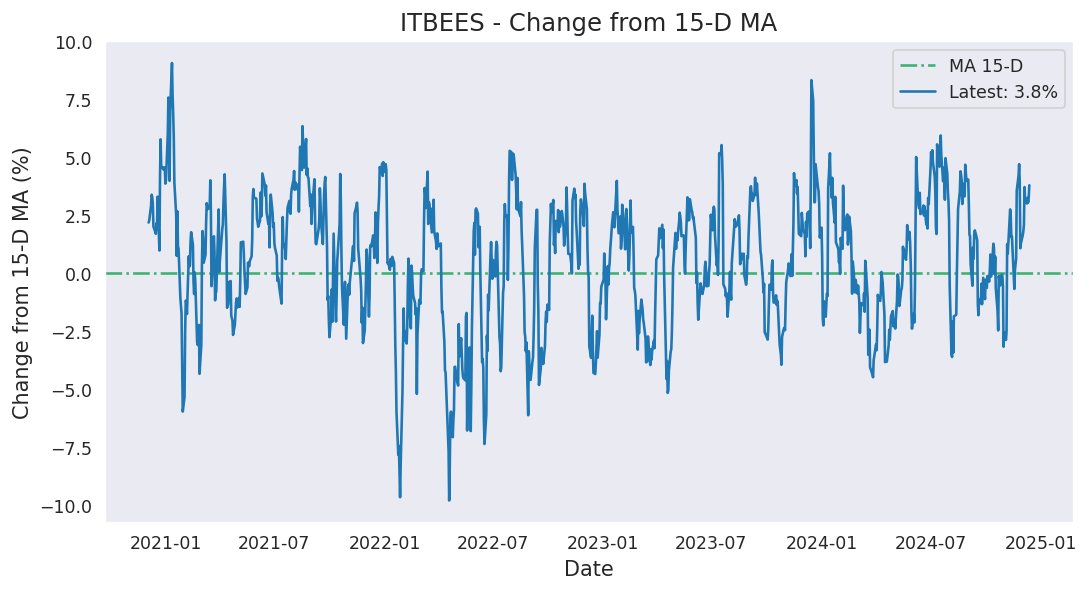 ITBEES - Change from 15-D MA
MA 15-D
Latest: 3.8%
Change from 15-D MA (%)
10.0
7.5
5.0
2.5
0.0
−2.5
−5.0
−7.5
−10.0
2021-01 2021-07 2022-01 2022-07 2023-01 2023-07 2024-01 2024-07 2025-01
Date